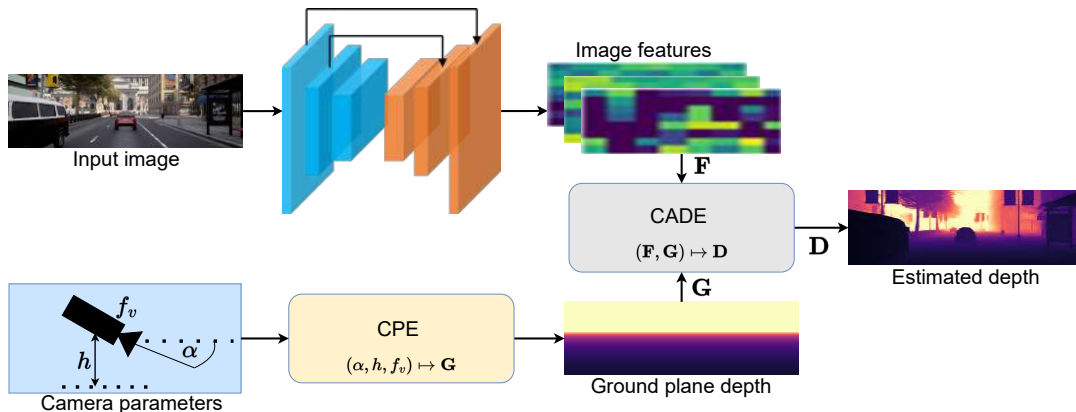 Image features
Input image
F
CADE
(F, G) ↦ D
D
Estimated depth
G
f_v
α
h
CPE
(α, h, f_v) ↦ G
Ground plane depth
Camera parameters